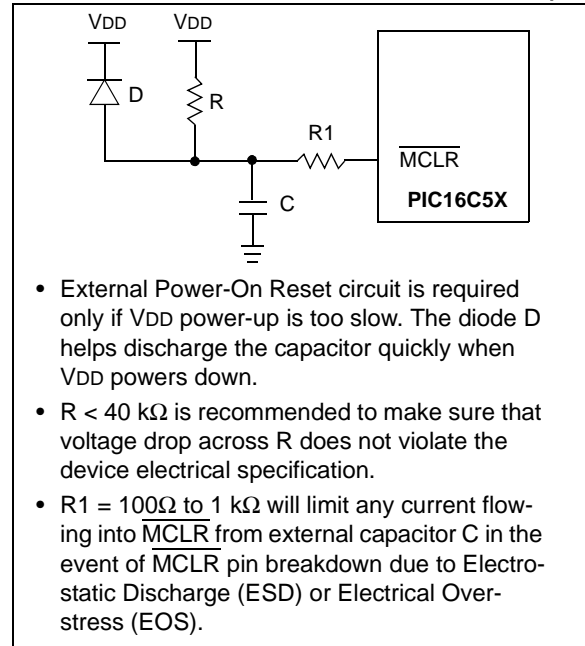 VDD VDD
D
R
R1
MCLR
PIC16C5X
C
• External Power-On Reset circuit is required
only if VDD power-up is too slow. The diode D
helps discharge the capacitor quickly when
VDD powers down.
• R < 40 kΩ is recommended to make sure that
voltage drop across R does not violate the
device electrical specification.
• R1 = 100Ω to 1 kΩ will limit any current flow-
ing into MCLR from external capacitor C in the
event of MCLR pin breakdown due to Electro-
static Discharge (ESD) or Electrical Over-
stress (EOS).